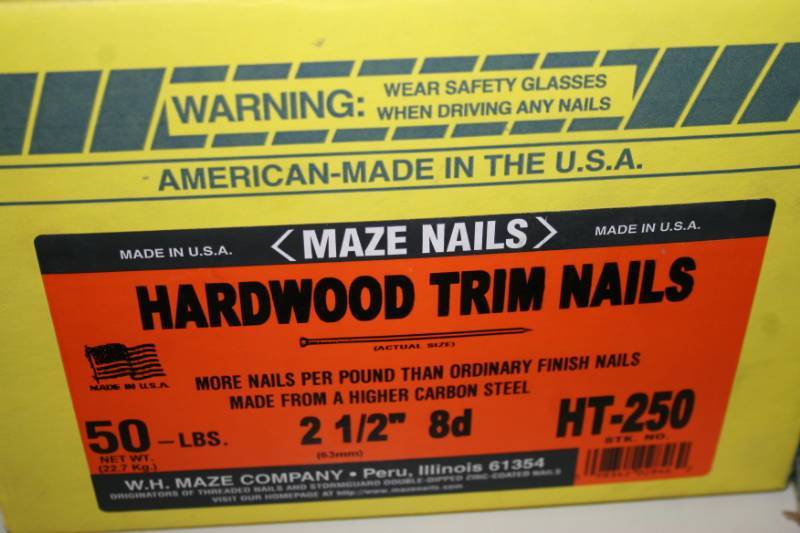 WARNING: WEAR SAFETY GLASSES
WHEN DRIVING ANY NAILS
AMERICAN-MADE IN THE U.S.A.
MADE IN U.S.A. <MAZE NAILS> MADE IN U.S.A.
HARDWOOD TRIM NAILS
(ACTUAL SIZE)
MADE IN U.S.A.
MORE NAILS PER POUND THAN ORDINARY FINISH NAILS
MADE FROM A HIGHER CARBON STEEL
50-LBS. 2 1/2" 8d HT-250
NET WT. (63mm) STK. NO.
(22.7 Kg.)
W.H. MAZE COMPANY • Peru, Illinois 61354
ORIGINATORS OF THREADED NAILS AND STORMGUARD DOUBLE-DIPPED ZINC-COATED NAILS
VISIT OUR HOMEPAGE AT http://www.mazenails.com